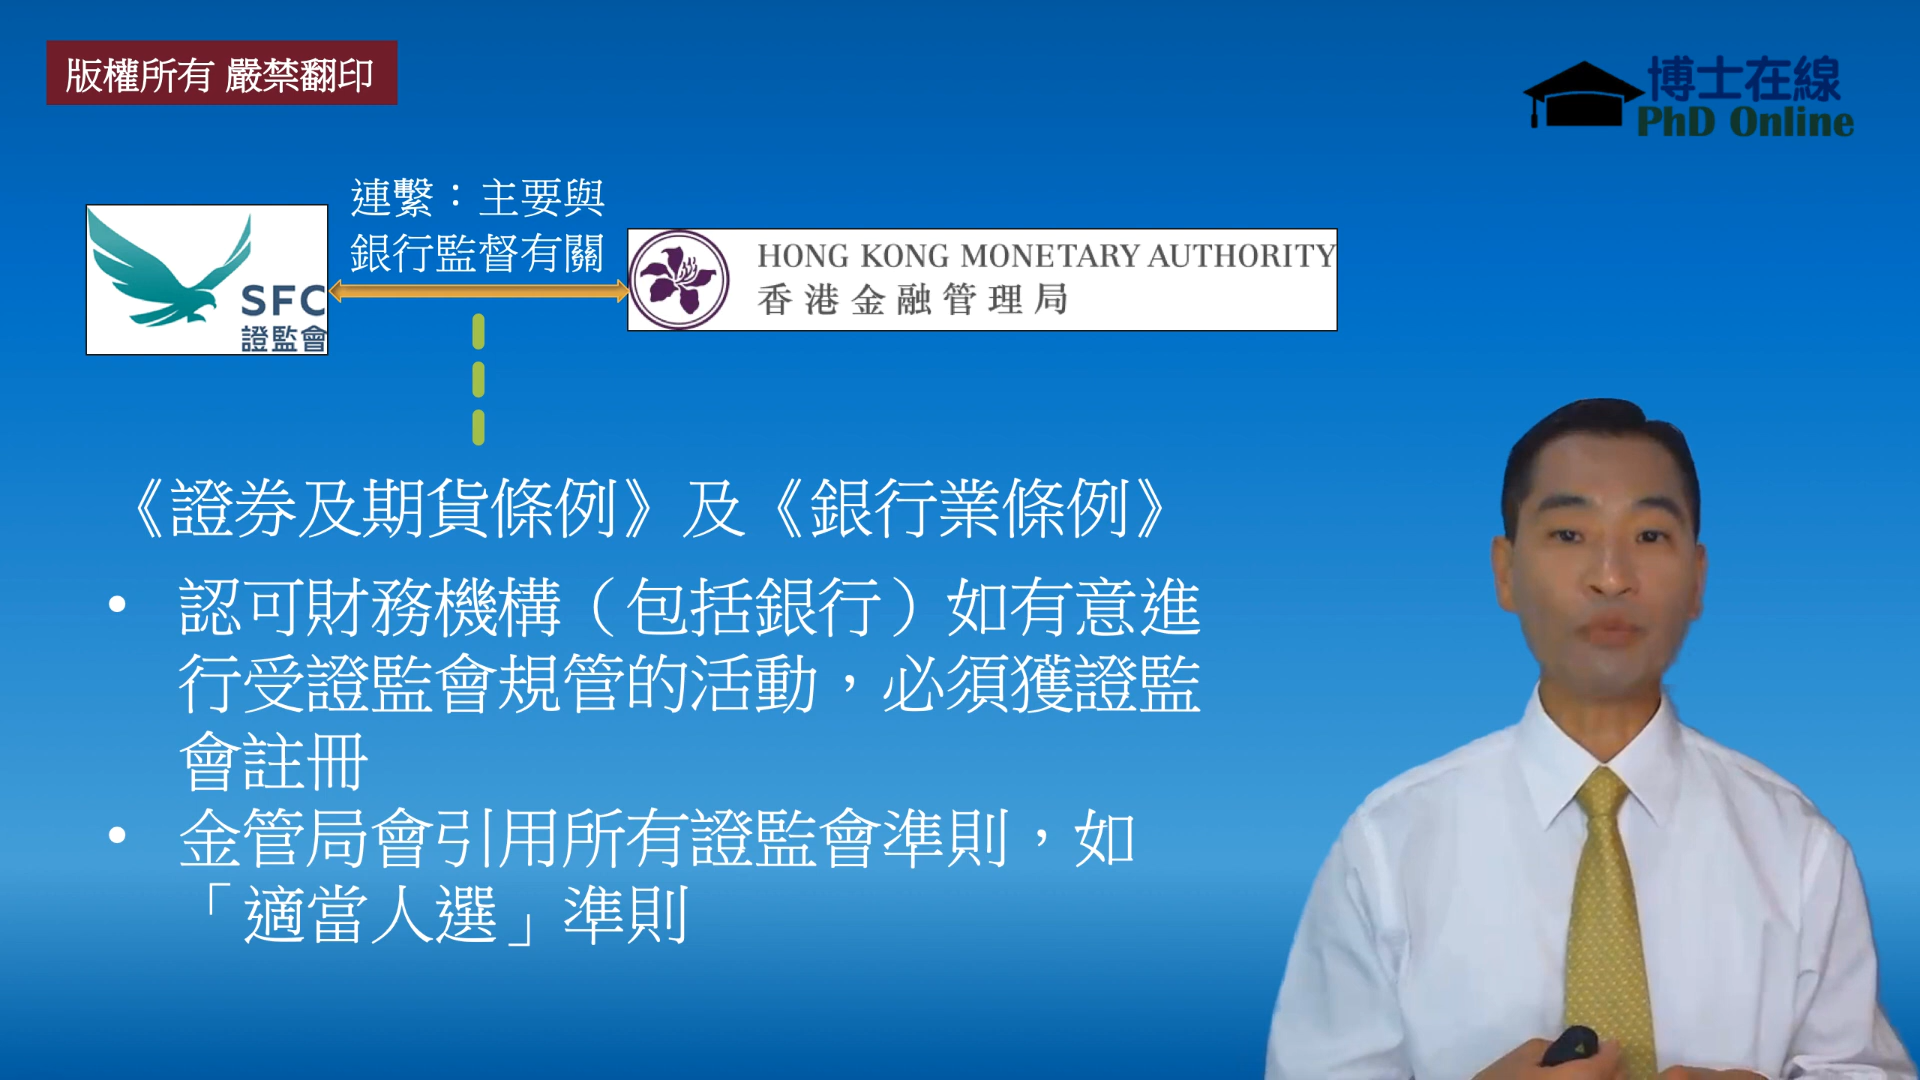 版權所有 嚴禁翻印
博士在線
PhD Online
連繫：主要與
銀行監督有關
SFC
證監會
HONG KONG MONETARY AUTHORITY
香港金融管理局
《證券及期貨條例》及《銀行業條例》
• 認可財務機構（包括銀行）如有意進
行受證監會規管的活動，必須獲證監
會註冊
• 金管局會引用所有證監會準則，如
「適當人選」準則